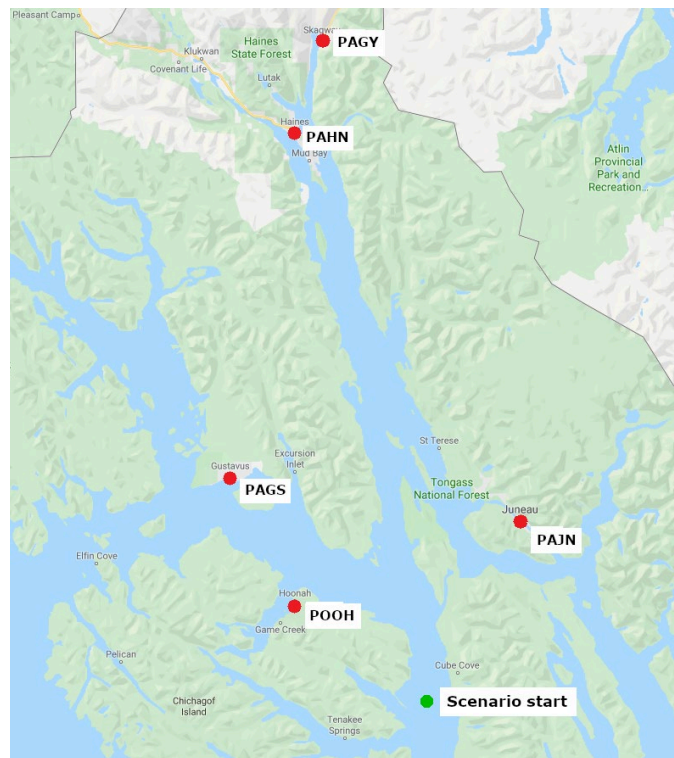 Pleasant Camp
Skagway
PAGY
Haines
State Forest
Klukwan
Covenant Life
Lutak
Haines
PAHN
Mud Bay
Atlin
Provincial
Park and
Recreation...
St Terese
Excursion
Inlet
Gustavus
PAGS
Tongass
National Forest
Juneau
PAJN
Elfin Cove
Hoonah
POOH
Game Creek
Pelican
Cube Cove
Chichagof
Island
Scenario start
Tenakee
Springs